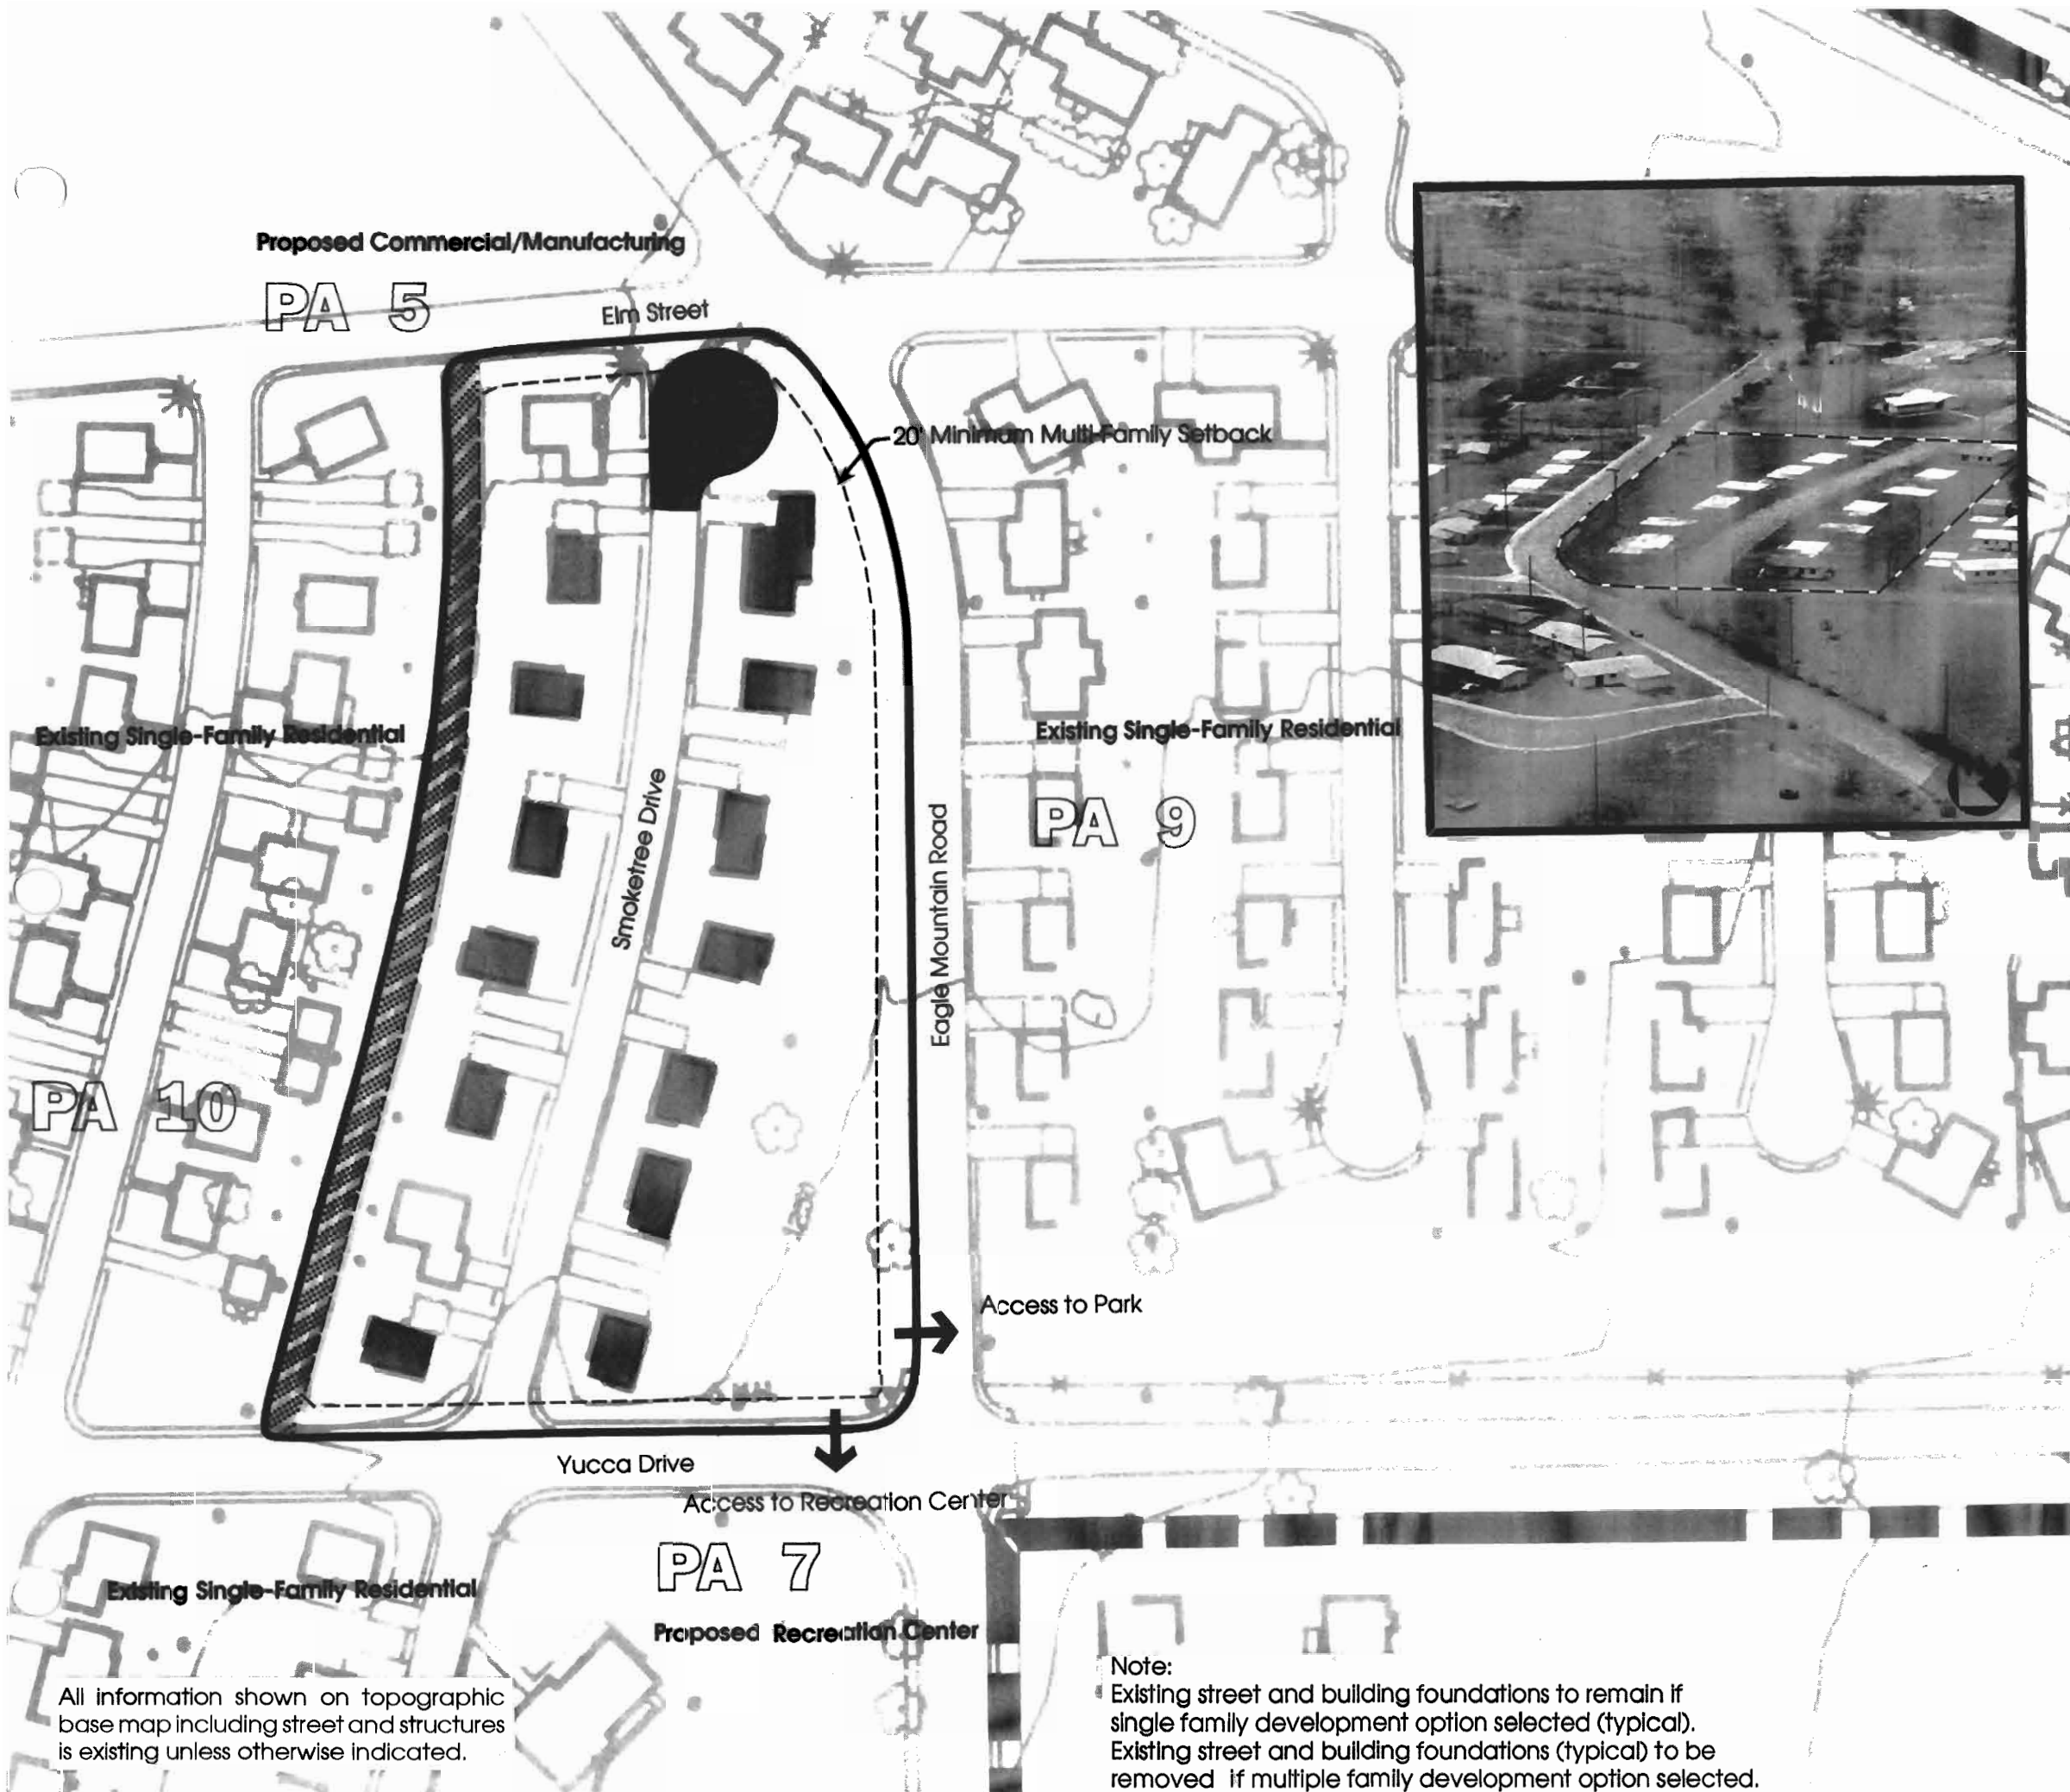 Proposed Commercial/Manufacturing
PA 5
Elm Street
20' Minimum Multi-Family Setback
Existing Single-Family Residential
Existing Single-Family Residential
PA 9
Smoketree Drive
Eagle Mountain Road
PA 10
Access to Park
Yucca Drive
Access to Recreation Center
PA 7
Existing Single-Family Residential
Proposed Recreation Center
All information shown on topographic
base map including street and structures
is existing unless otherwise indicated.
Note:
Existing street and building foundations to remain if
single family development option selected (typical).
Existing street and building foundations (typical) to be
removed if multiple family development option selected.